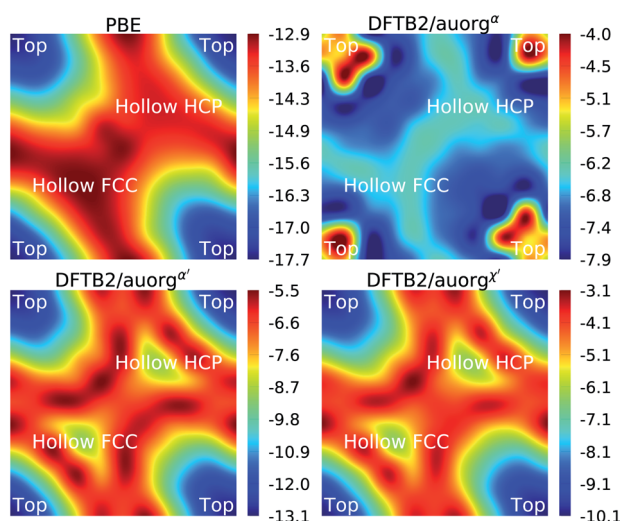 PBE
Top
Top
Hollow HCP
Hollow FCC
Top
Top
-12.9
-13.6
-14.3
-14.9
-15.6
-16.3
-17.0
-17.7
DFTB2/auorgα
Top
Top
Hollow HCP
Hollow FCC
Top
Top
-4.0
-4.5
-5.1
-5.7
-6.2
-6.8
-7.4
-7.9
DFTB2/auorgα′
Top
Top
Hollow HCP
Hollow FCC
Top
Top
-5.5
-6.6
-7.6
-8.7
-9.8
-10.9
-12.0
-13.1
DFTB2/auorgχ′
Top
Top
Hollow HCP
Hollow FCC
Top
Top
-3.1
-4.1
-5.1
-6.1
-7.1
-8.1
-9.1
-10.1